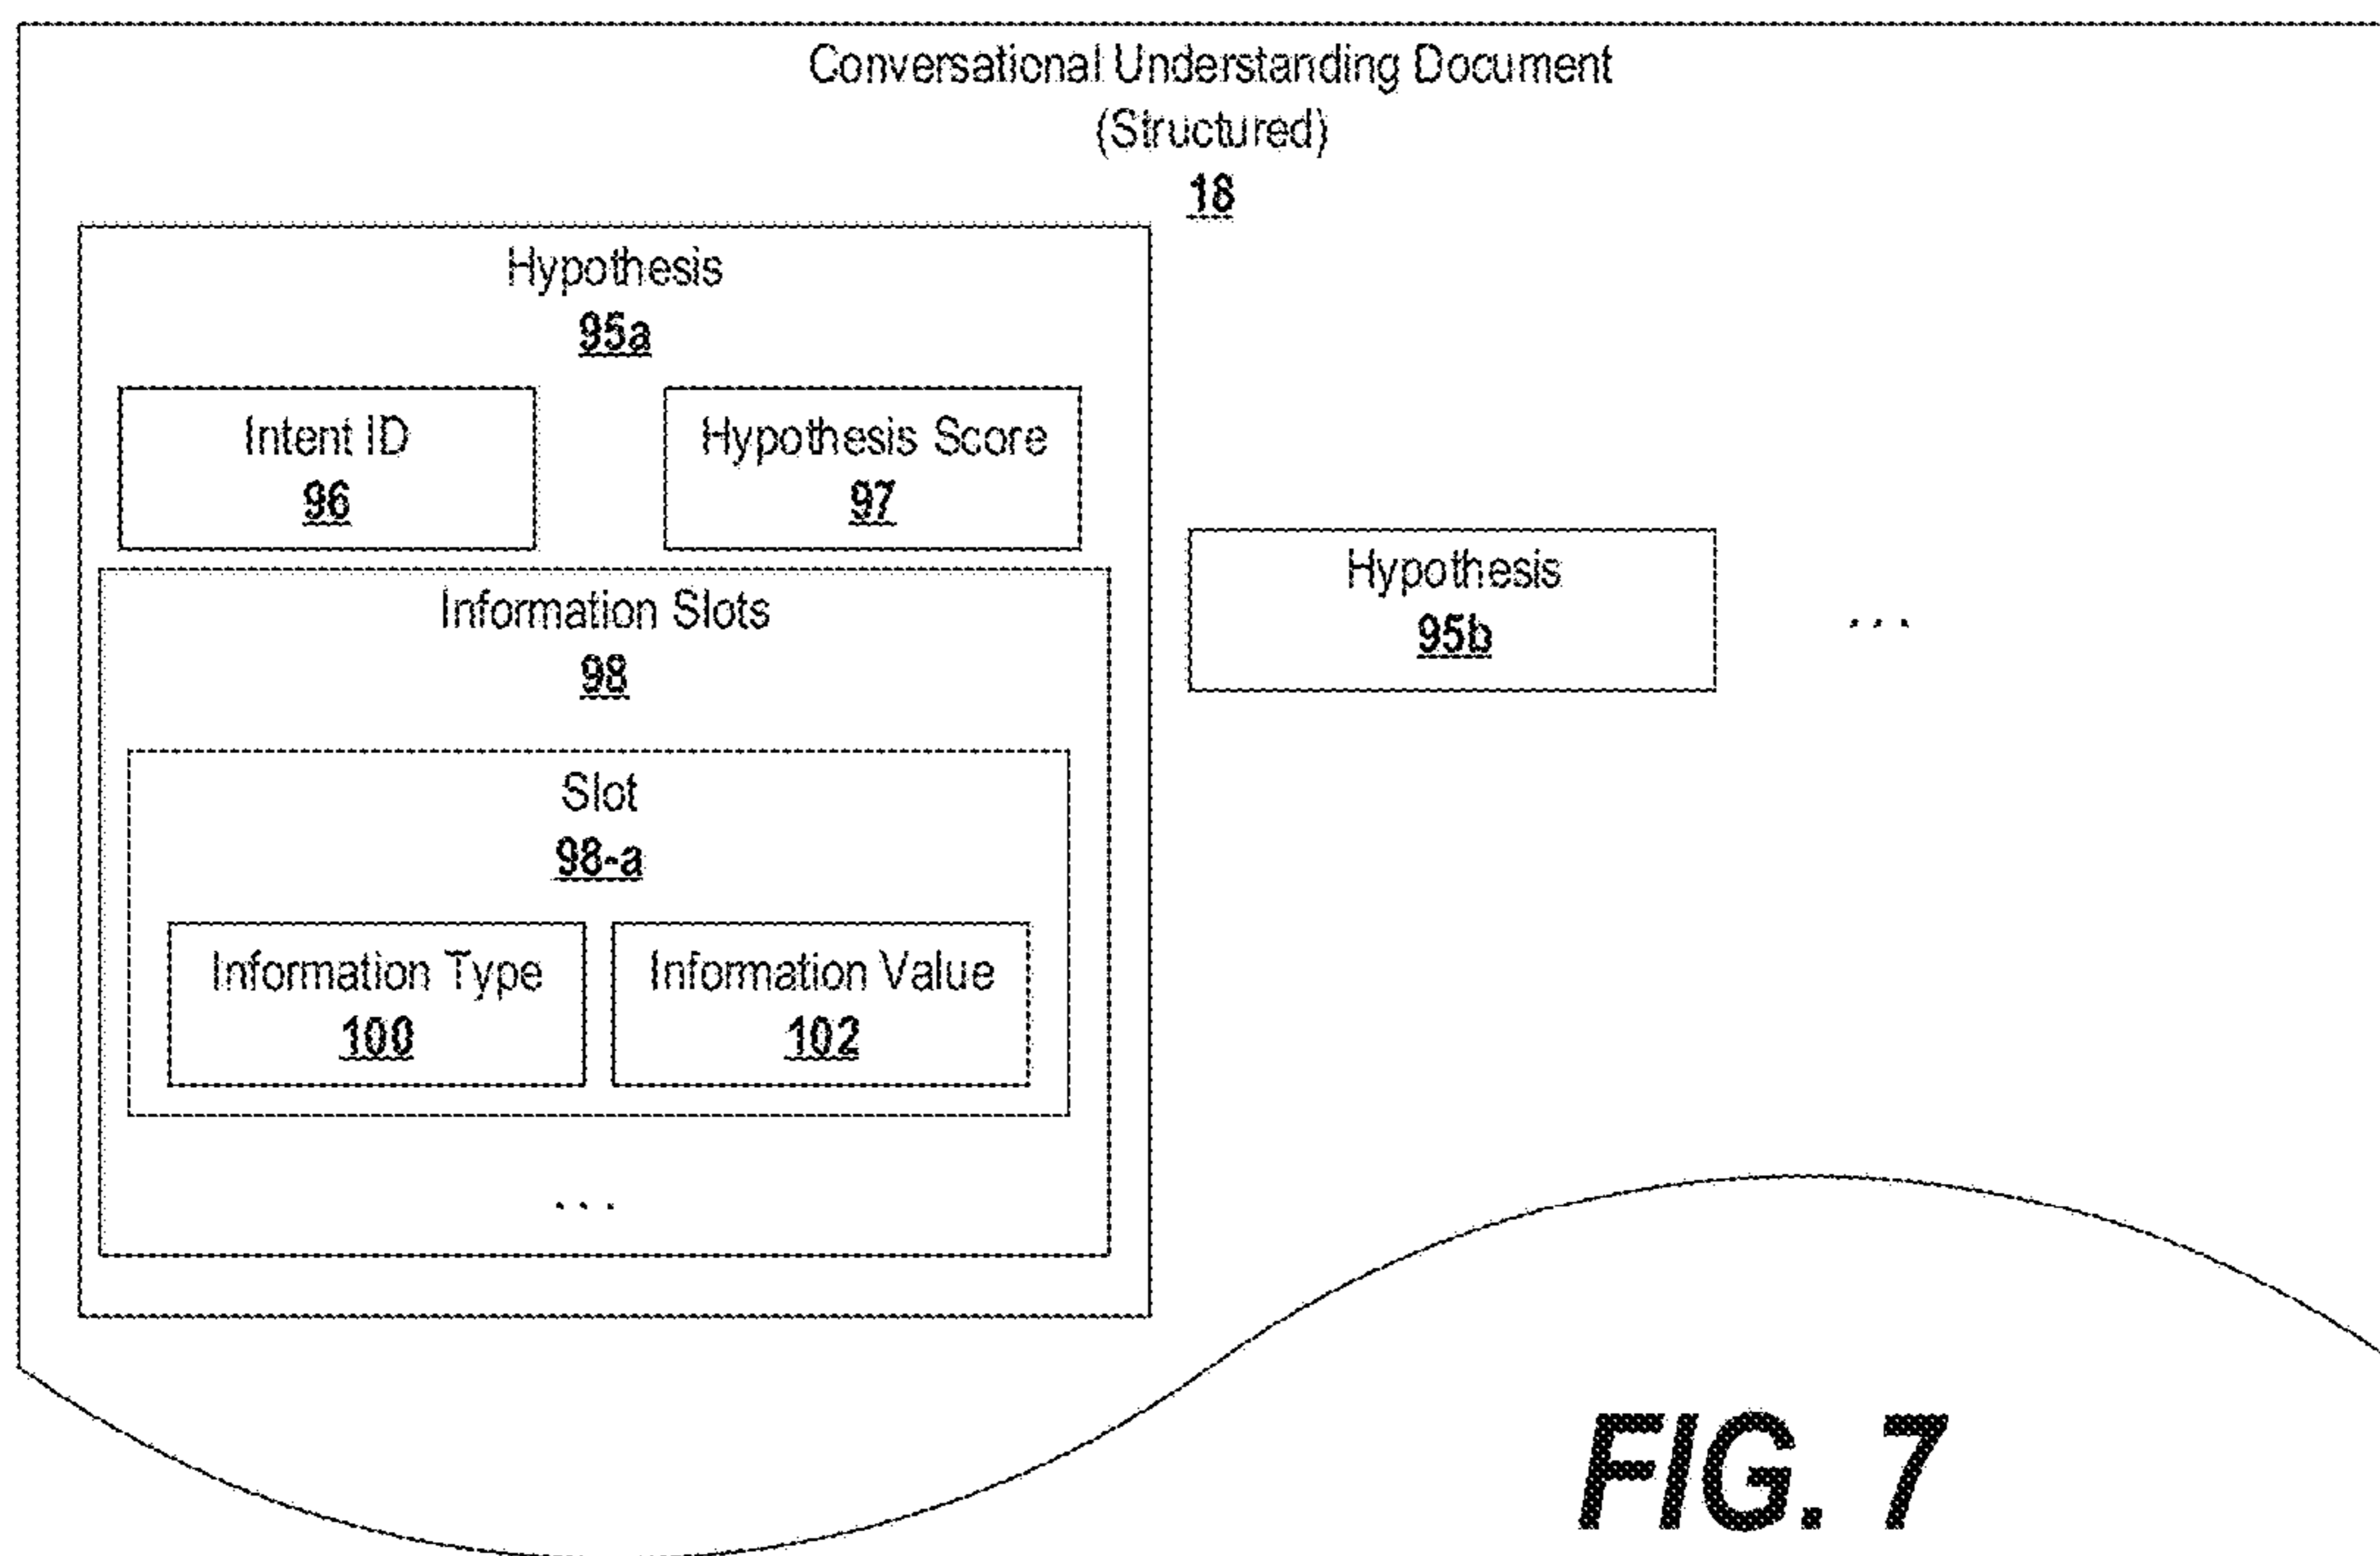 Conversational Understanding Document
(Structured)
18
Hypothesis
95a
Intent ID
96
Hypothesis Score
97
Information Slots
98
Slot
98-a
Information Type
100
Information Value
102
...
Hypothesis
95b
...
FIG. 7